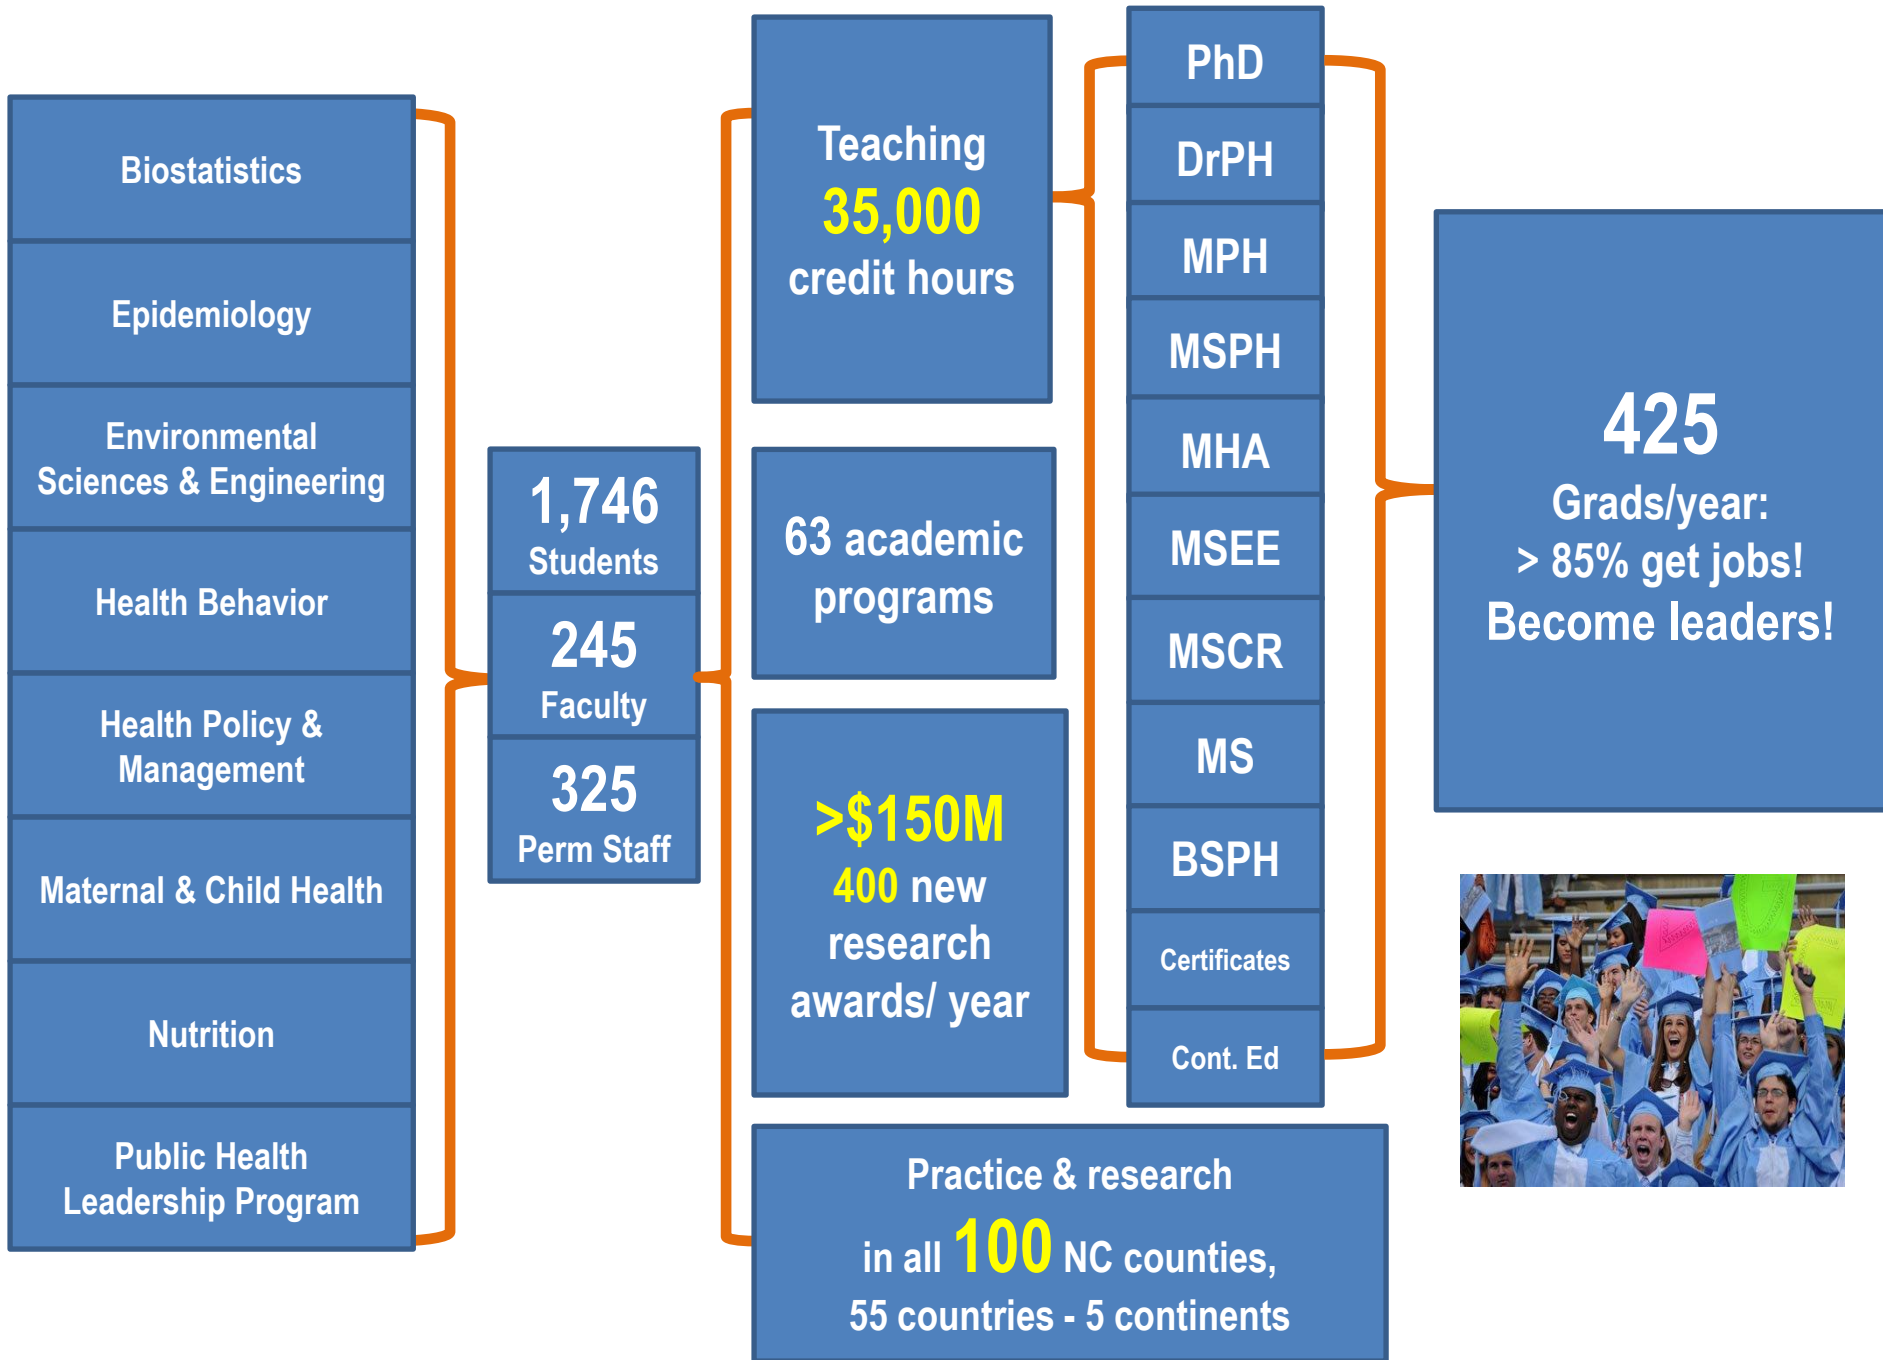 Biostatistics
Epidemiology
Environmental
Sciences & Engineering
Health Behavior
Health Policy &
Management
Maternal & Child Health
Nutrition
Public Health
Leadership Program
1,746
Students
245
Faculty
325
Perm Staff
Teaching
35,000
credit hours
63 academic
programs
>$150M
400 new
research
awards/ year
Practice & research
in all 100 NC counties,
55 countries - 5 continents
PhD
DrPH
MPH
MSPH
MHA
MSEE
MSCR
MS
BSPH
Certificates
Cont. Ed
425
Grads/year:
> 85% get jobs!
Become leaders!